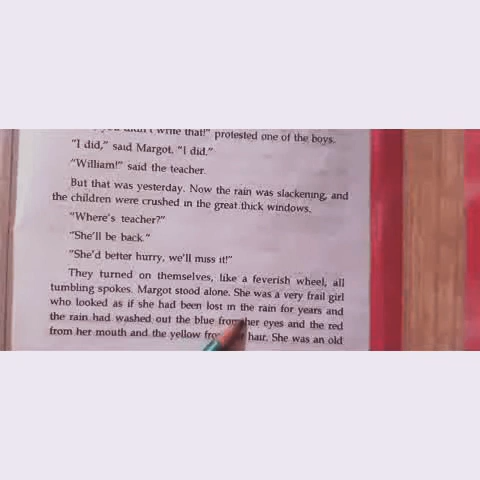 write that!" protested one of the boys.
"I did," said Margot. "I did."
"William!" said the teacher.
But that was yesterday. Now the rain was slackening, and
the children were crushed in the great thick windows.
"Where's teacher?"
"She'll be back."
"She'd better hurry, we'll miss it!"
They turned on themselves, like a feverish wheel, all
tumbling spokes. Margot stood alone. She was a very frail girl
who looked as if she had been lost in the rain for years and
the rain had washed out the blue from her eyes and the red
from her mouth and the yellow hair. She was an old